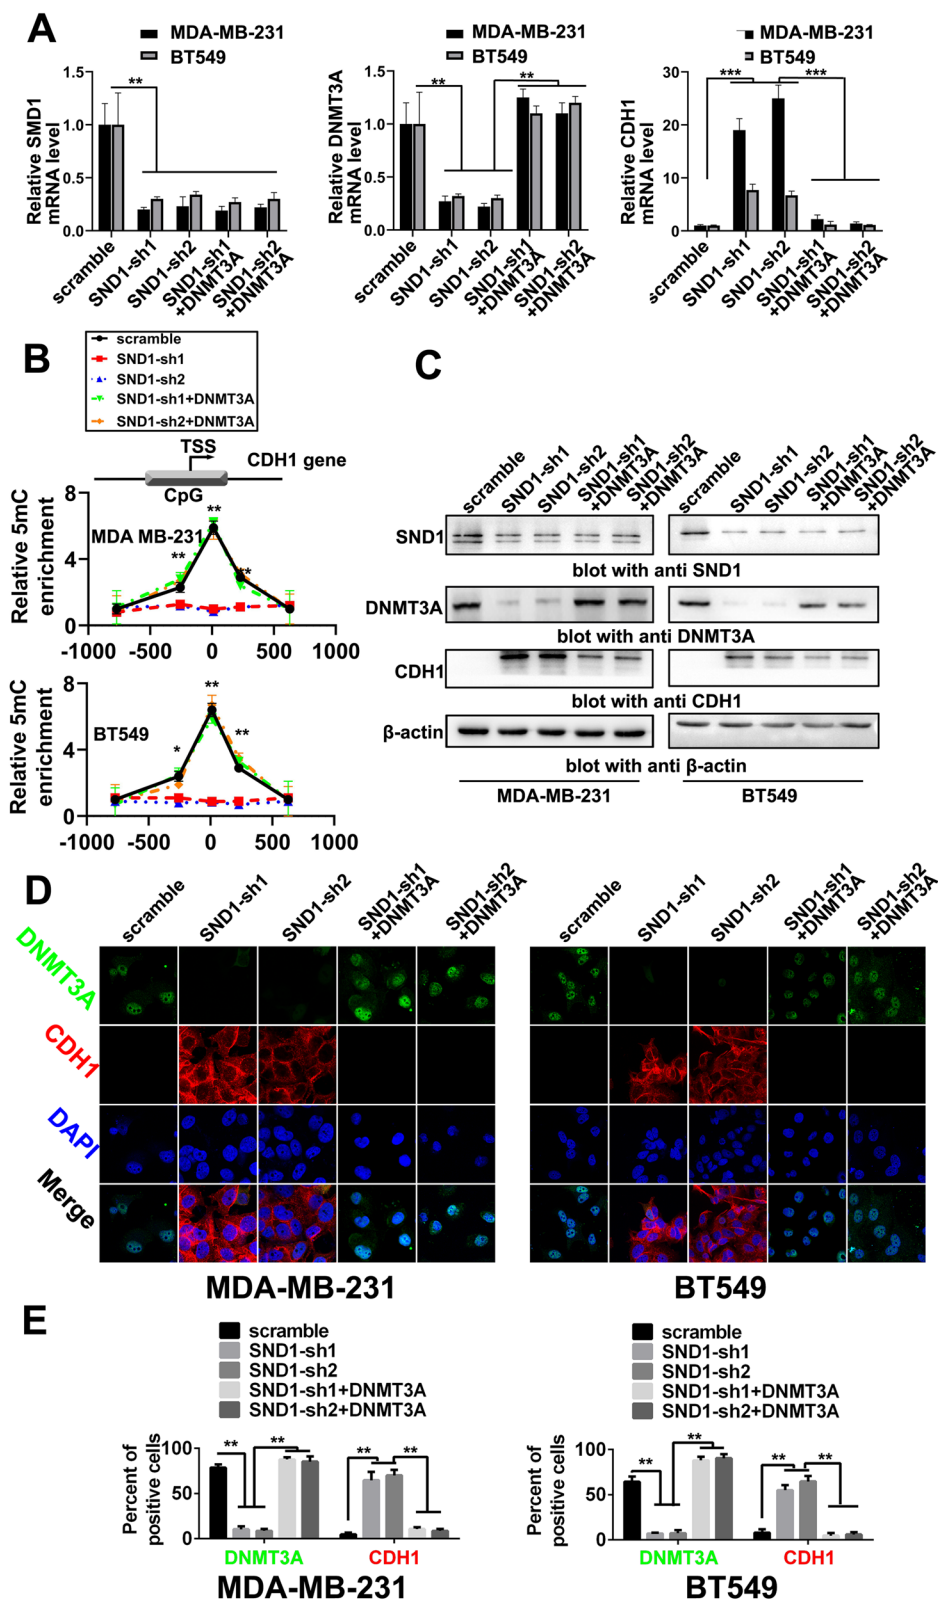 A
MDA-MB-231
BT549
Relative SMD1
mRNA level
1.5
1.0
0.5
0.0
**
scramble
SND1-sh1
SND1-sh2
SND1-sh1
+DNMT3A
SND1-sh2
+DNMT3A
MDA-MB-231
BT549
Relative DNMT3A
mRNA level
1.5
1.0
0.5
0.0
**
**
scramble
SND1-sh1
SND1-sh2
SND1-sh1
+DNMT3A
SND1-sh2
+DNMT3A
MDA-MB-231
BT549
Relative CDH1
mRNA level
30
20
10
0
***
***
scramble
SND1-sh1
SND1-sh2
SND1-sh1
+DNMT3A
SND1-sh2
+DNMT3A
B
scramble
SND1-sh1
SND1-sh2
SND1-sh1+DNMT3A
SND1-sh2+DNMT3A
TSS
CDH1 gene
CpG
Relative 5mC
enrichment
8
4
0
MDA MB-231
**
**
**
-1000 -500 0 500 1000
Relative 5mC
enrichment
8
4
0
BT549
*
**
**
-1000 -500 0 500 1000
C
scramble
SND1-sh1
SND1-sh2
SND1-sh1
+DNMT3A
SND1-sh2
+DNMT3A
scramble
SND1-sh1
SND1-sh2
SND1-sh1
+DNMT3A
SND1-sh2
+DNMT3A
SND1
blot with anti SND1
DNMT3A
blot with anti DNMT3A
CDH1
blot with anti CDH1
β-actin
blot with anti β-actin
MDA-MB-231
BT549
D
scramble
SND1-sh1
SND1-sh2
SND1-sh1
+DNMT3A
SND1-sh2
+DNMT3A
scramble
SND1-sh1
SND1-sh2
SND1-sh1
+DNMT3A
SND1-sh2
+DNMT3A
DNMT3A
CDH1
DAPI
Merge
MDA-MB-231
BT549
E
scramble
SND1-sh1
SND1-sh2
SND1-sh1+DNMT3A
SND1-sh2+DNMT3A
Percent of
positive cells
100
50
0
**
**
**
**
DNMT3A
CDH1
MDA-MB-231
scramble
SND1-sh1
SND1-sh2
SND1-sh1+DNMT3A
SND1-sh2+DNMT3A
Percent of
positive cells
100
50
0
**
**
**
**
DNMT3A
CDH1
BT549